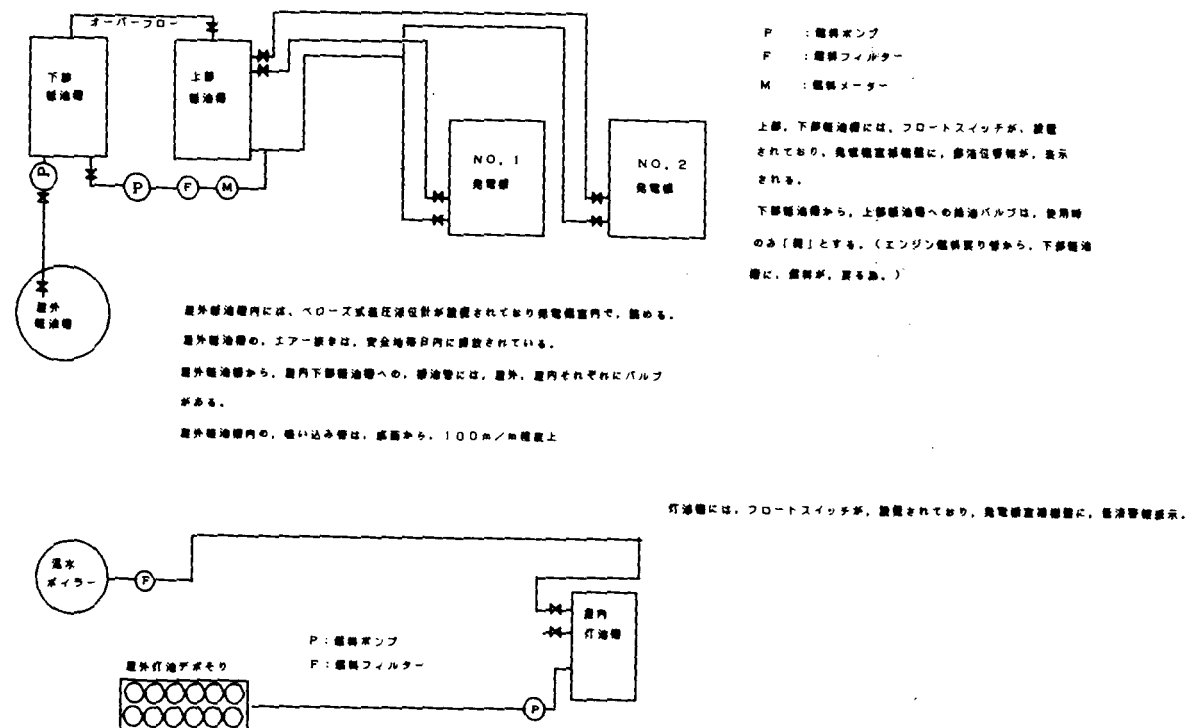 オーバーフロー
下部
軽油槽
上部
軽油槽
P
P
F
M
NO. 1
発電機
NO. 2
発電機
屋外
軽油槽
P :燃料ポンプ
F :燃料フィルター
M :燃料メーター
上部,下部軽油槽には,フロートスイッチが,設置
されており,発電機室補機盤に,各油位警報が,表示
される。
下部軽油槽から,上部軽油槽への給油バルブは,使用時
のみ「開」とする。(エンジン燃料戻り管から,下部軽油
槽に,燃料が,戻る為。)
屋外軽油槽内には,ベローズ式差圧液位計が設置されており発電機室内で,読める。
屋外軽油槽の,エアー抜きは,安全地帯B内に開放されている。
屋外軽油槽から,屋内下部軽油槽への,移油管には,屋外,屋内それぞれにバルブ
がある。
屋外軽油槽内の,吸い込み管は,底面から,100m/m程度上
灯油槽には,フロートスイッチが,設置されており,発電機室補機盤に,低液警報表示。
温水
ボイラー
F
P:燃料ポンプ
F:燃料フィルター
屋内
灯油槽
屋外灯油デポそり
P